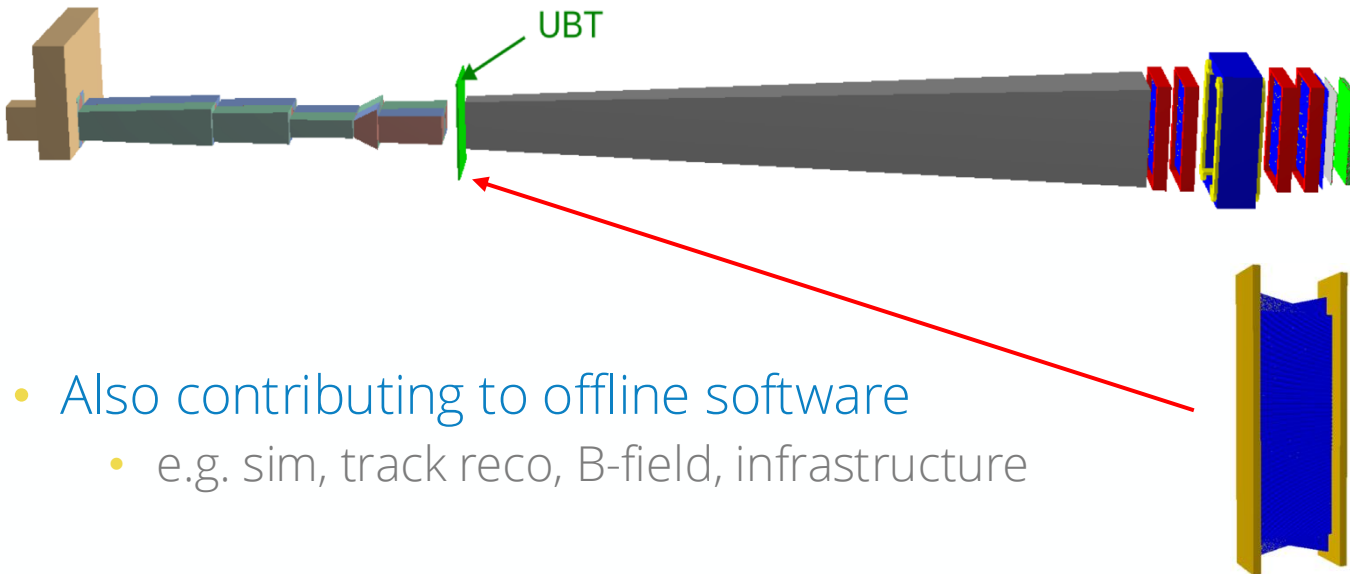 UBT
• Also contributing to offline software
• e.g. sim, track reco, B-field, infrastructure